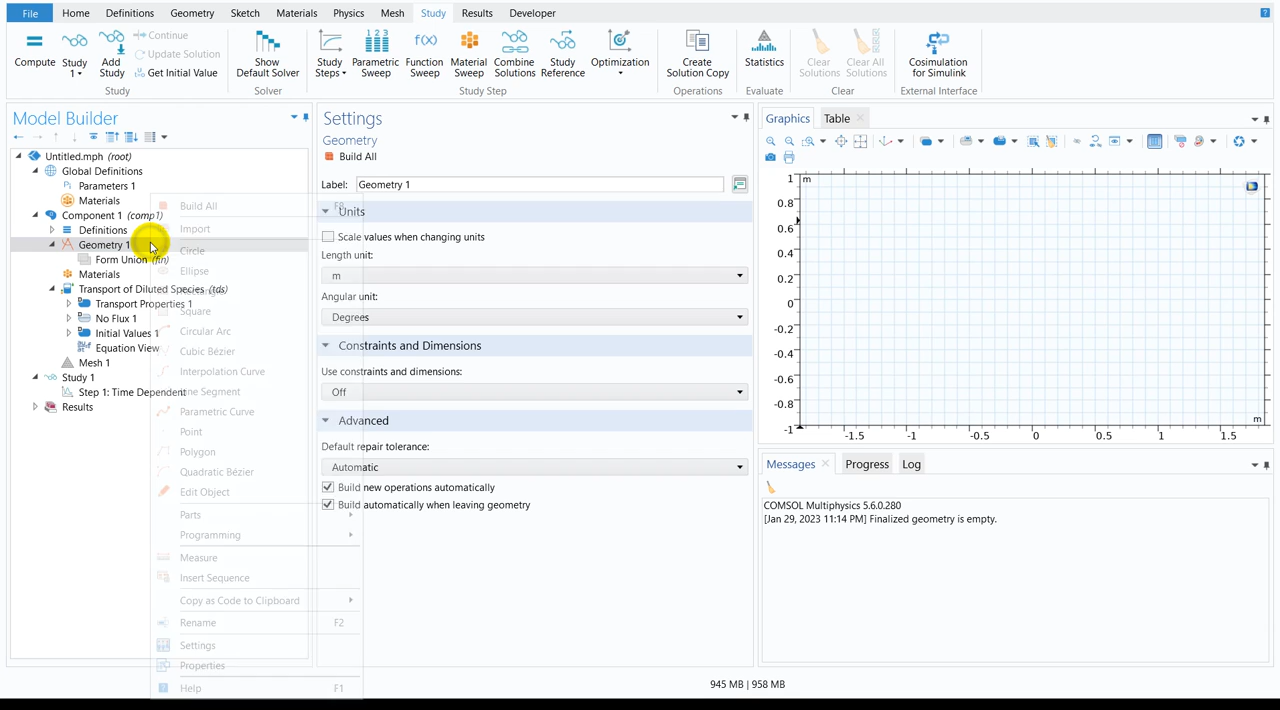 File Home Definitions Geometry Sketch Materials Physics Mesh Study Results Developer
Compute
Study 1
Add Study
Continue
Update Solution
Get Initial Value
Show Default Solver
Study Steps
Parametric Sweep
Function Sweep
Material Sweep
Combine Solutions
Study Reference
Optimization
Create Solution Copy
Statistics
Clear Solutions
Clear All Solutions
Cosimulation for Simulink
Study Solver Study Step Operations Evaluate Clear External Interface
Model Builder
Untitled.mph (root)
Global Definitions
Parameters 1
Materials
Component 1 (comp1)
Definitions
Geometry 1
Form Union (fin)
Materials
Transport of Diluted Species (tds)
Transport Properties 1
No Flux 1
Initial Values 1
Equation View
Mesh 1
Study 1
Step 1: Time Dependent
Results
Build All F8
Import
Circle
Ellipse
Square
Circular Arc
Cubic Bézier
Interpolation Curve
Line Segment
Parametric Curve
Point
Polygon
Quadratic Bézier
Edit Object
Parts
Programming
Measure
Insert Sequence
Copy as Code to Clipboard
Rename F2
Settings
Properties
Help F1
Settings
Geometry
Build All
Label: Geometry 1
Units
Scale values when changing units
Length unit:
m
Angular unit:
Degrees
Constraints and Dimensions
Use constraints and dimensions:
Off
Advanced
Default repair tolerance:
Automatic
Build new operations automatically
Build automatically when leaving geometry
Graphics Table
1 m
0.8
0.6
0.4
0.2
0
-0.2
-0.4
-0.6
-0.8
-1 m
-1.5 -1 -0.5 0 0.5 1 1.5
Messages Progress Log
COMSOL Multiphysics 5.6.0.280
[Jan 29, 2023 11:14 PM] Finalized geometry is empty.
945 MB | 958 MB